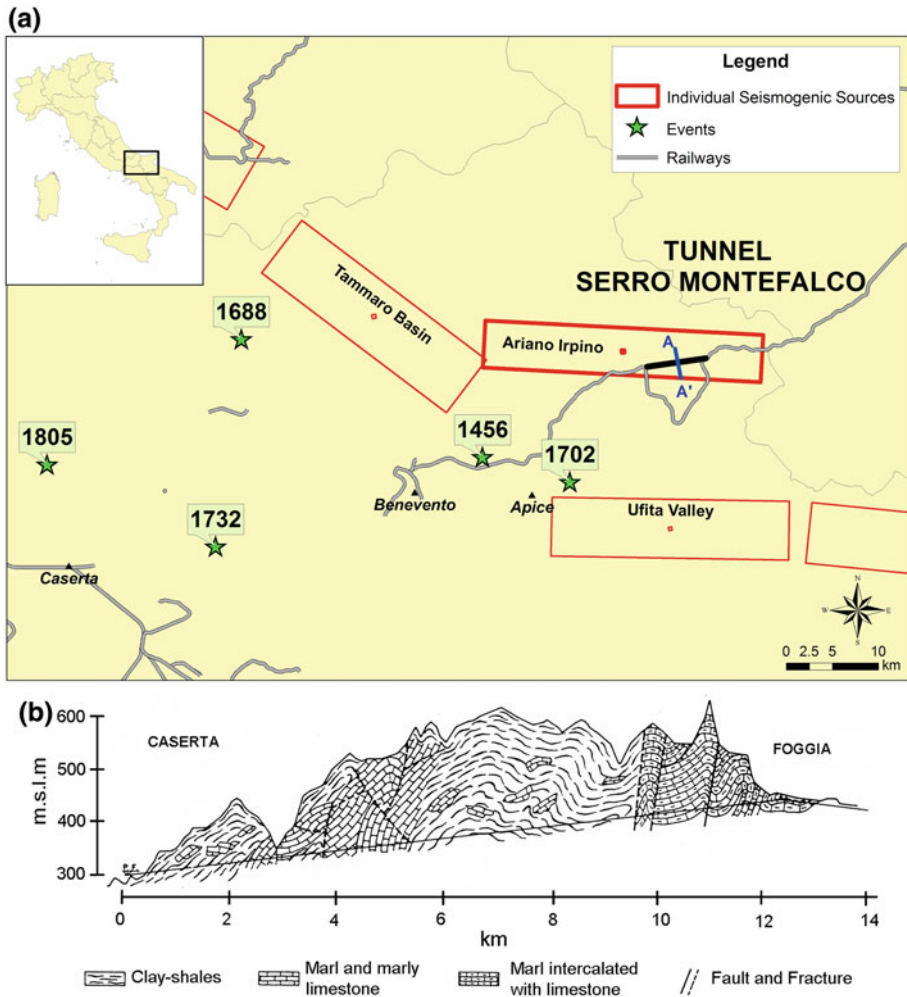 (a)
Legend
Individual Seismogenic Sources
Events
Railways
TUNNEL
SERRO MONTEFALCO
Tammaro Basin
1688
Ariano Irpino
A
A'
1805
1456
1702
Benevento
Apice
Ufita Valley
1732
Caserta
N
W
E
S
0 2.5 5 10
km
(b)
600
500
400
300
m.s.l.m
CASERTA
FOGGIA
P.F.
0 2 4 6 8 10 12 14
km
Clay-shales
Marl and marly
limestone
Marl intercalated
with limestone
Fault and Fracture